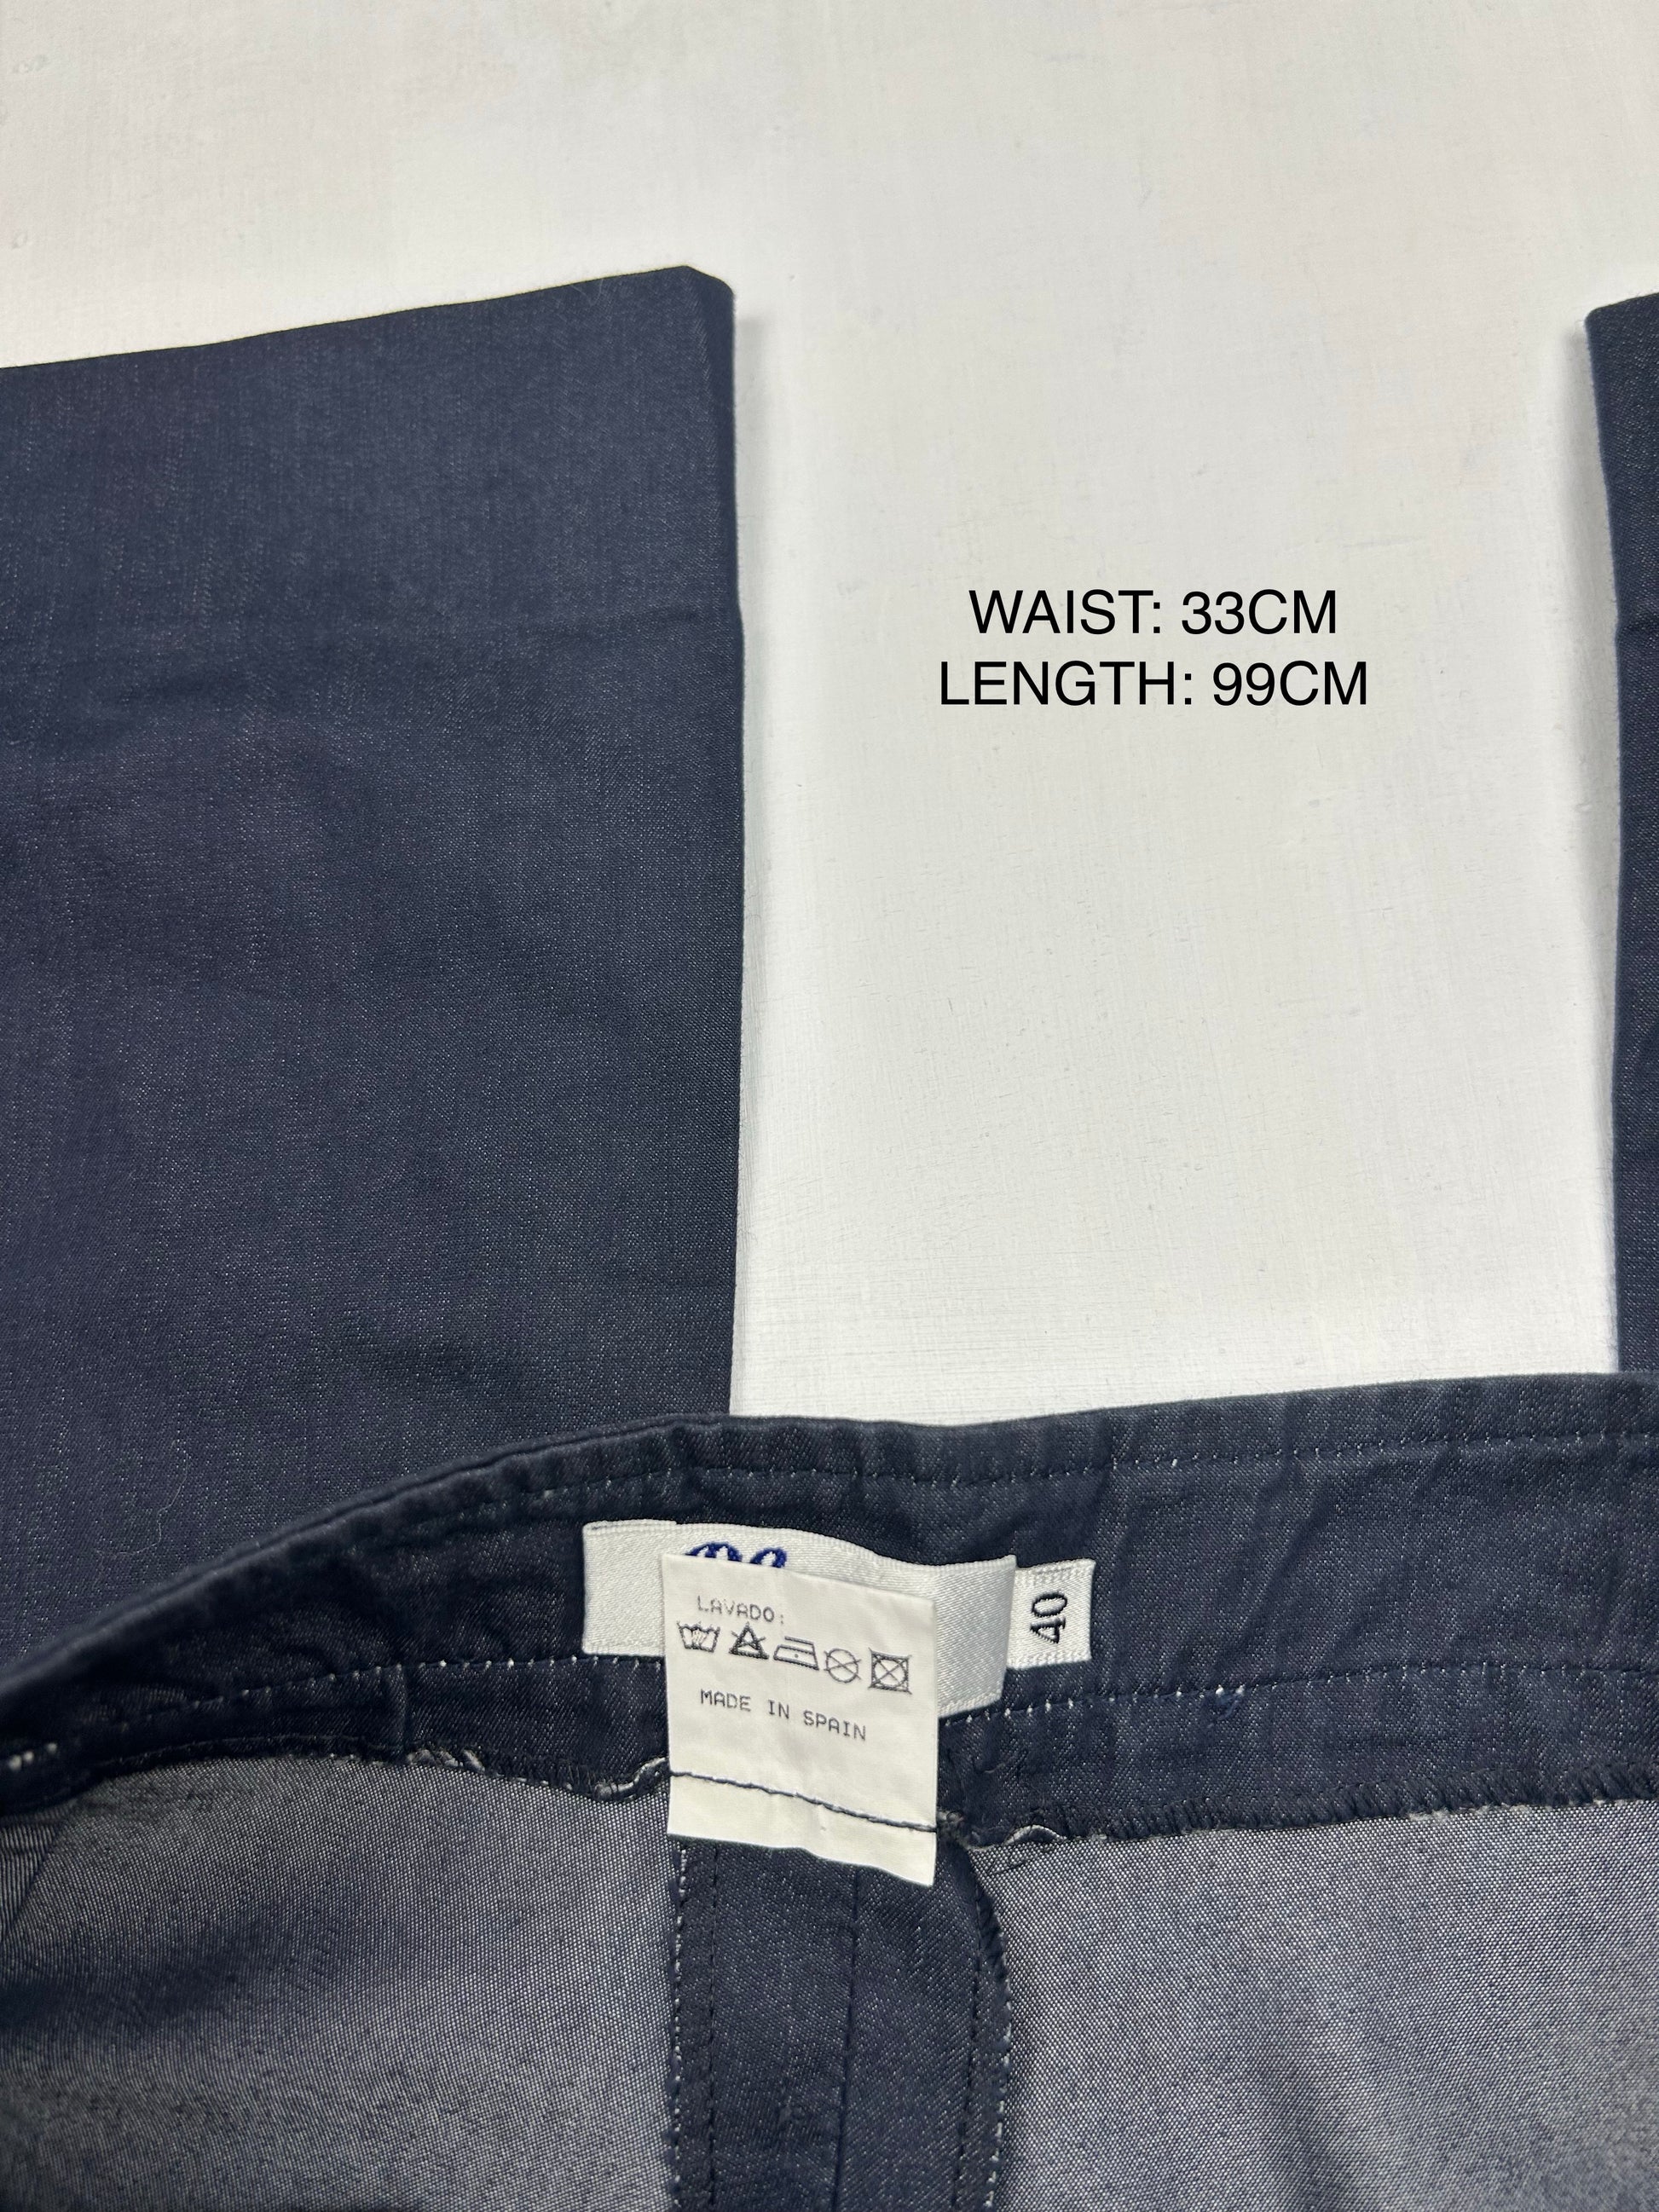 WAIST: 33CM
LENGTH: 99CM
40
LAVADO:
MADE IN SPAIN